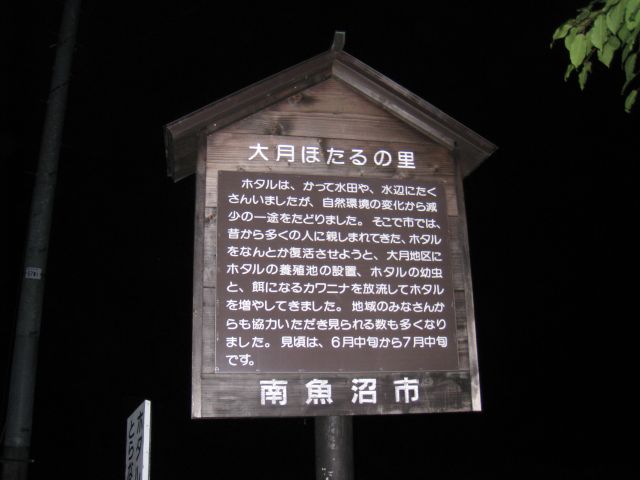 大月ほたるの里
ホタルは、かって水田や、水辺にたく
さんいましたが、自然環境の変化から減
少の一途をたどりました。そこで市では、
昔から多くの人に親しまれてきた、ホタル
をなんとか復活させようと、大月地区に
ホタルの養殖池の設置、ホタルの幼虫
と、餌になるカワニナを放流してホタル
を増やしてきました。地域のみなさんか
らも協力いただき見られる数も多くなり
ました。見頃は、6月中旬から7月中旬
です。
南魚沼市
ホタル
とらな